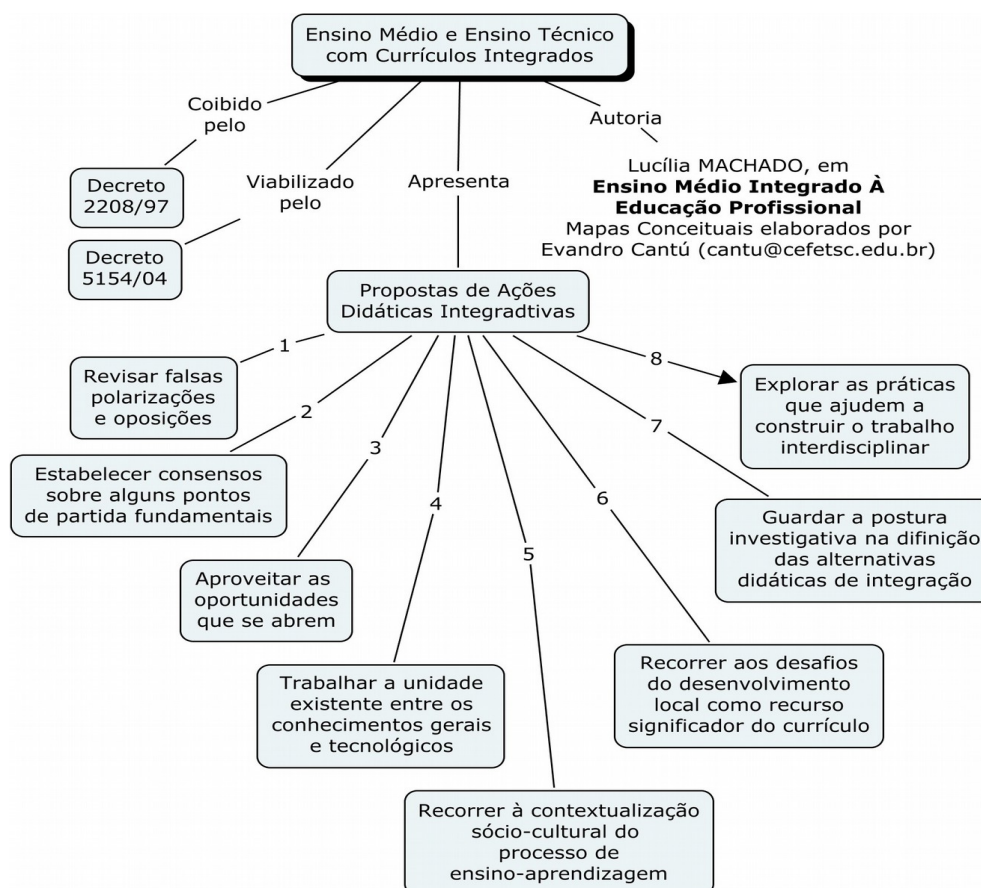 Ensino Médio e Ensino Técnico
com Currículos Integrados
Coibido
pelo
Decreto
2208/97
Viabilizado
pelo
Decreto
5154/04
Apresenta
Autoria
Lucília MACHADO, em
Ensino Médio Integrado À
Educação Profissional
Mapas Conceituais elaborados por
Evandro Cantú (cantu@cefetsc.edu.br)
Propostas de Ações
Didáticas Integradtivas
1
Revisar falsas
polarizações
e oposições
2
Estabelecer consensos
sobre alguns pontos
de partida fundamentais
3
Aproveitar as
oportunidades
que se abrem
4
Trabalhar a unidade
existente entre os
conhecimentos gerais
e tecnológicos
5
Recorrer à contextualização
sócio-cultural do
processo de
ensino-aprendizagem
6
Recorrer aos desafios
do desenvolvimento
local como recurso
significador do currículo
7
Guardar a postura
investigativa na difinição
das alternativas
didáticas de integração
8
Explorar as práticas
que ajudem a
construir o trabalho
interdisciplinar